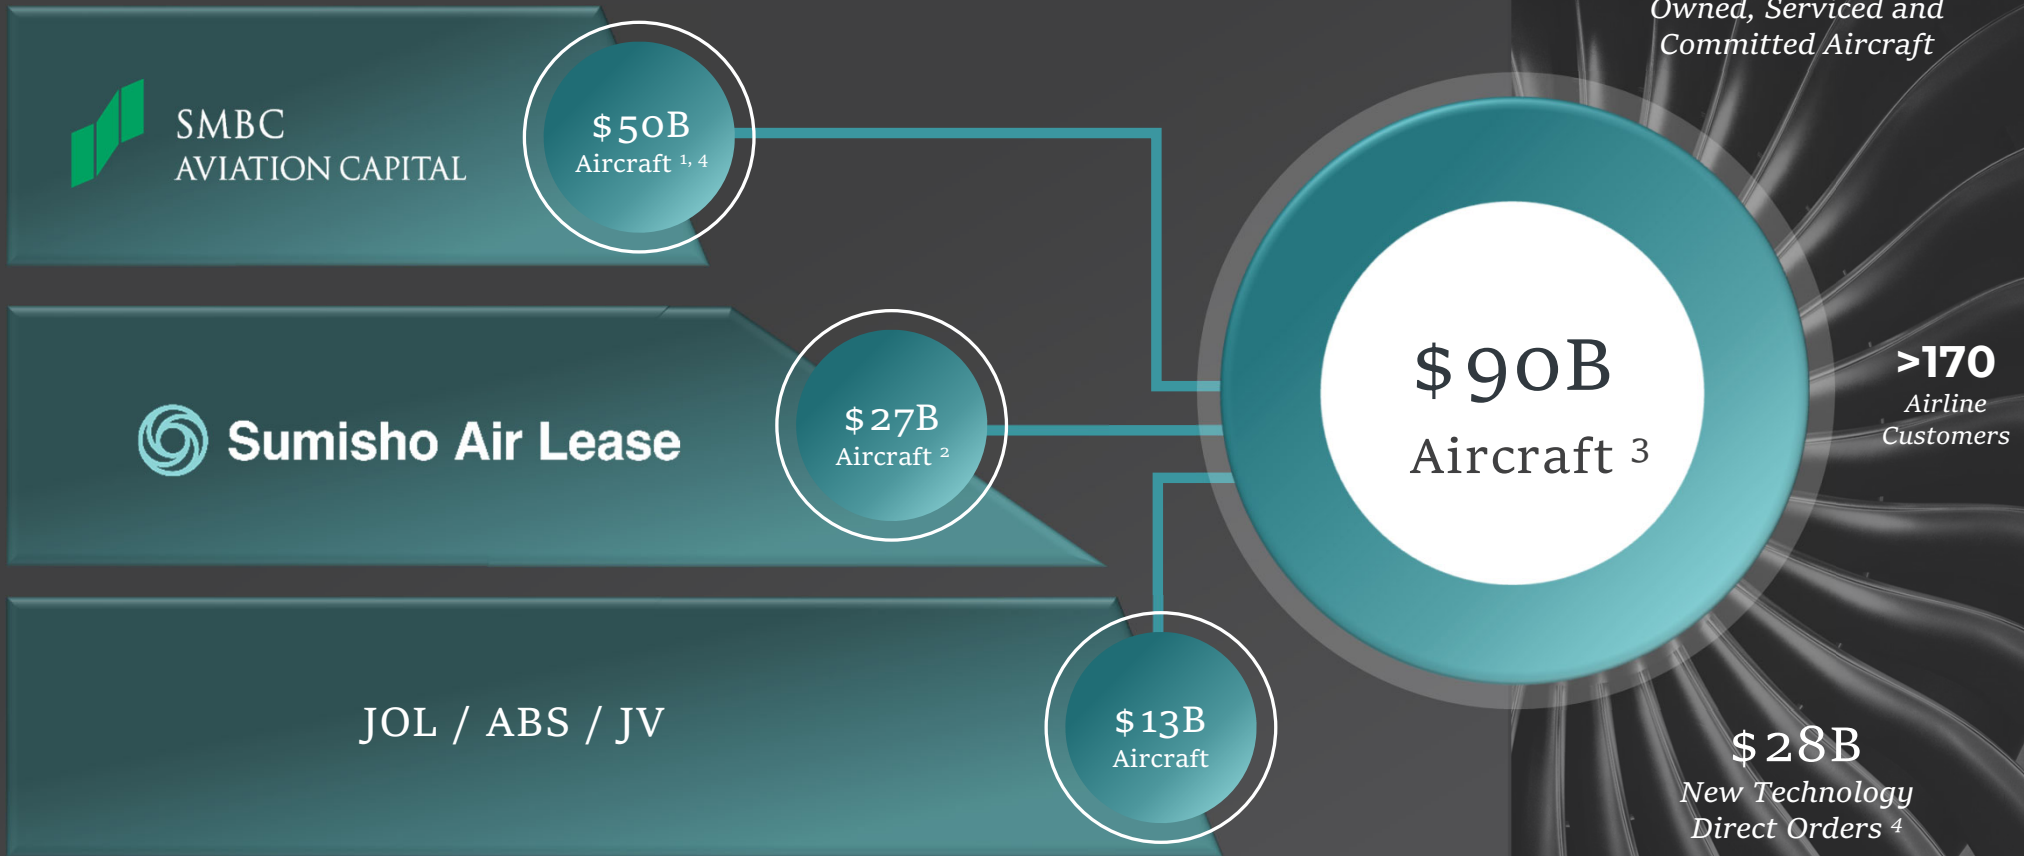 SMBC
AVIATION CAPITAL
$50B
Aircraft 1, 4
Sumisho Air Lease
$27B
Aircraft 2
JOL / ABS / JV
$13B
Aircraft
$90B
Aircraft 3
Owned, Serviced and
Committed Aircraft
>170
Airline
Customers
$28B
New Technology
Direct Orders 4